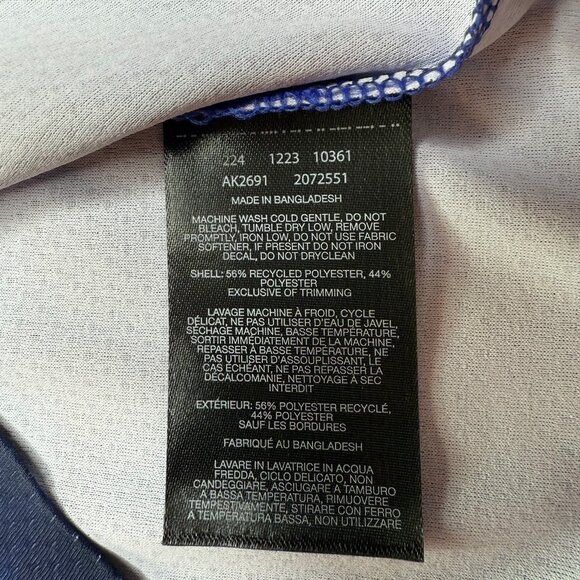 224 1223 10361
AK2691 2072551
MADE IN BANGLADESH
MACHINE WASH COLD GENTLE, DO NOT
BLEACH, TUMBLE DRY LOW, REMOVE
PROMPTLY, IRON LOW, DO NOT USE FABRIC
SOFTENER, IF PRESENT DO NOT IRON
DECAL, DO NOT DRYCLEAN
SHELL: 56% RECYCLED POLYESTER, 44%
POLYESTER
EXCLUSIVE OF TRIMMING
LAVAGE MACHINE À FROID, CYCLE
DÉLICAT, NE PAS UTILISER D'EAU DE JAVEL
SÉCHAGE MACHINE, BASSE TEMPÉRATURE,
SORTIR IMMÉDIATEMENT DE LA MACHINE,
REPASSER À BASSE TEMPÉRATURE, NE
PAS UTILISER D'ASSOUPLISSANT, LE
CAS ÉCHÉANT, NE PAS REPASSER LA
DÉCALCOMANIE, NETTOYAGE À SEC
INTERDIT
EXTÉRIEUR: 56% POLYESTER RECYCLÉ,
44% POLYESTER
SAUF LES BORDURES
FABRIQUÉ AU BANGLADESH
LAVARE IN LAVATRICE IN ACQUA
FREDDA, CICLO DELICATO, NON
CANDEGGIARE, ASCIUGARE A TAMBURO
A BASSA TEMPERATURA, RIMUOVERE
TEMPESTIVAMENTE, STIRARE CON FERRO
A TEMPERATURA BASSA, NON UTILIZZARE